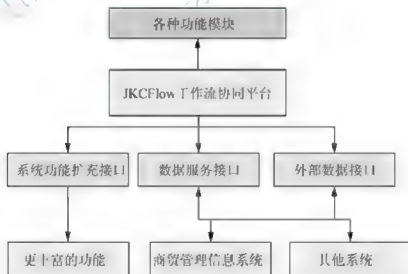 各种功能模块
JKCFlow工作流协同平台
系统功能扩充接口
数据服务接口
外部数据接口
更丰富的功能
商贸管理信息系统
其他系统